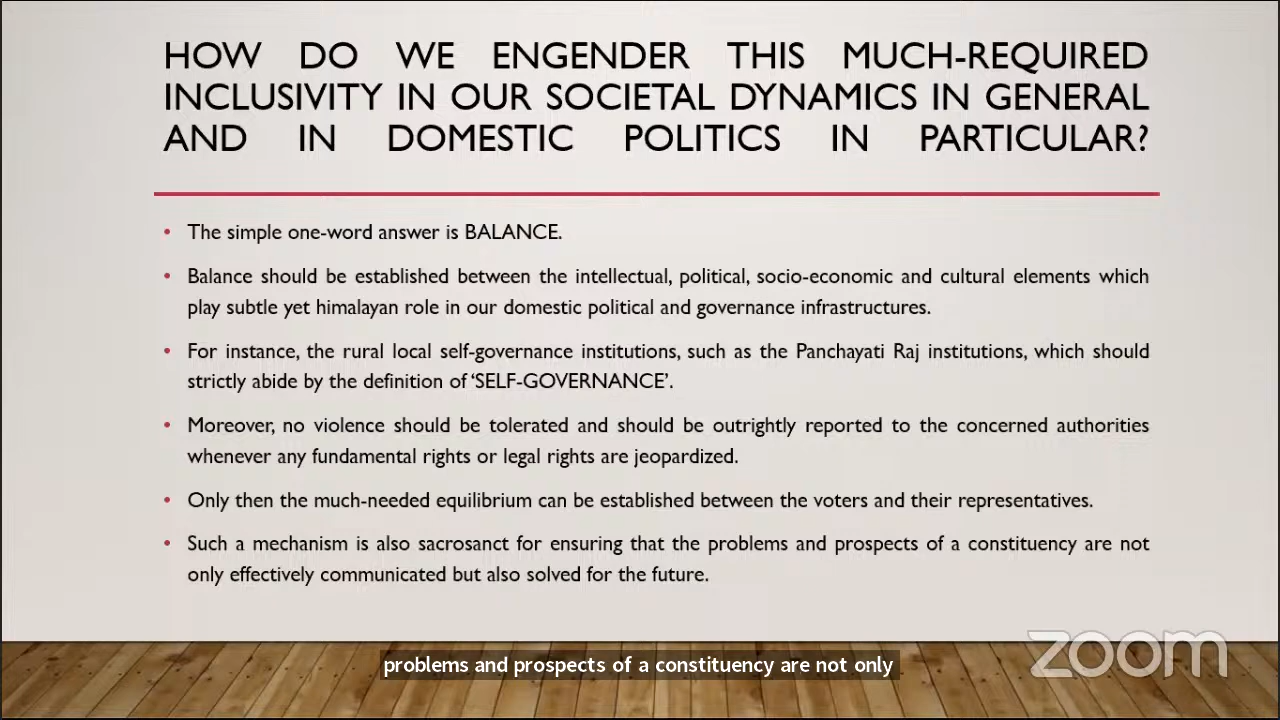 HOW DO WE ENGENDER THIS MUCH-REQUIRED
INCLUSIVITY IN OUR SOCIETAL DYNAMICS IN GENERAL
AND IN DOMESTIC POLITICS IN PARTICULAR?
• The simple one-word answer is BALANCE.
• Balance should be established between the intellectual, political, socio-economic and cultural elements which
play subtle yet himalayan role in our domestic political and governance infrastructures.
• For instance, the rural local self-governance institutions, such as the Panchayati Raj institutions, which should
strictly abide by the definition of ‘SELF-GOVERNANCE’.
• Moreover, no violence should be tolerated and should be outrightly reported to the concerned authorities
whenever any fundamental rights or legal rights are jeopardized.
• Only then the much-needed equilibrium can be established between the voters and their representatives.
• Such a mechanism is also sacrosanct for ensuring that the problems and prospects of a constituency are not
only effectively communicated but also solved for the future.
zoom
problems and prospects of a constituency are not only